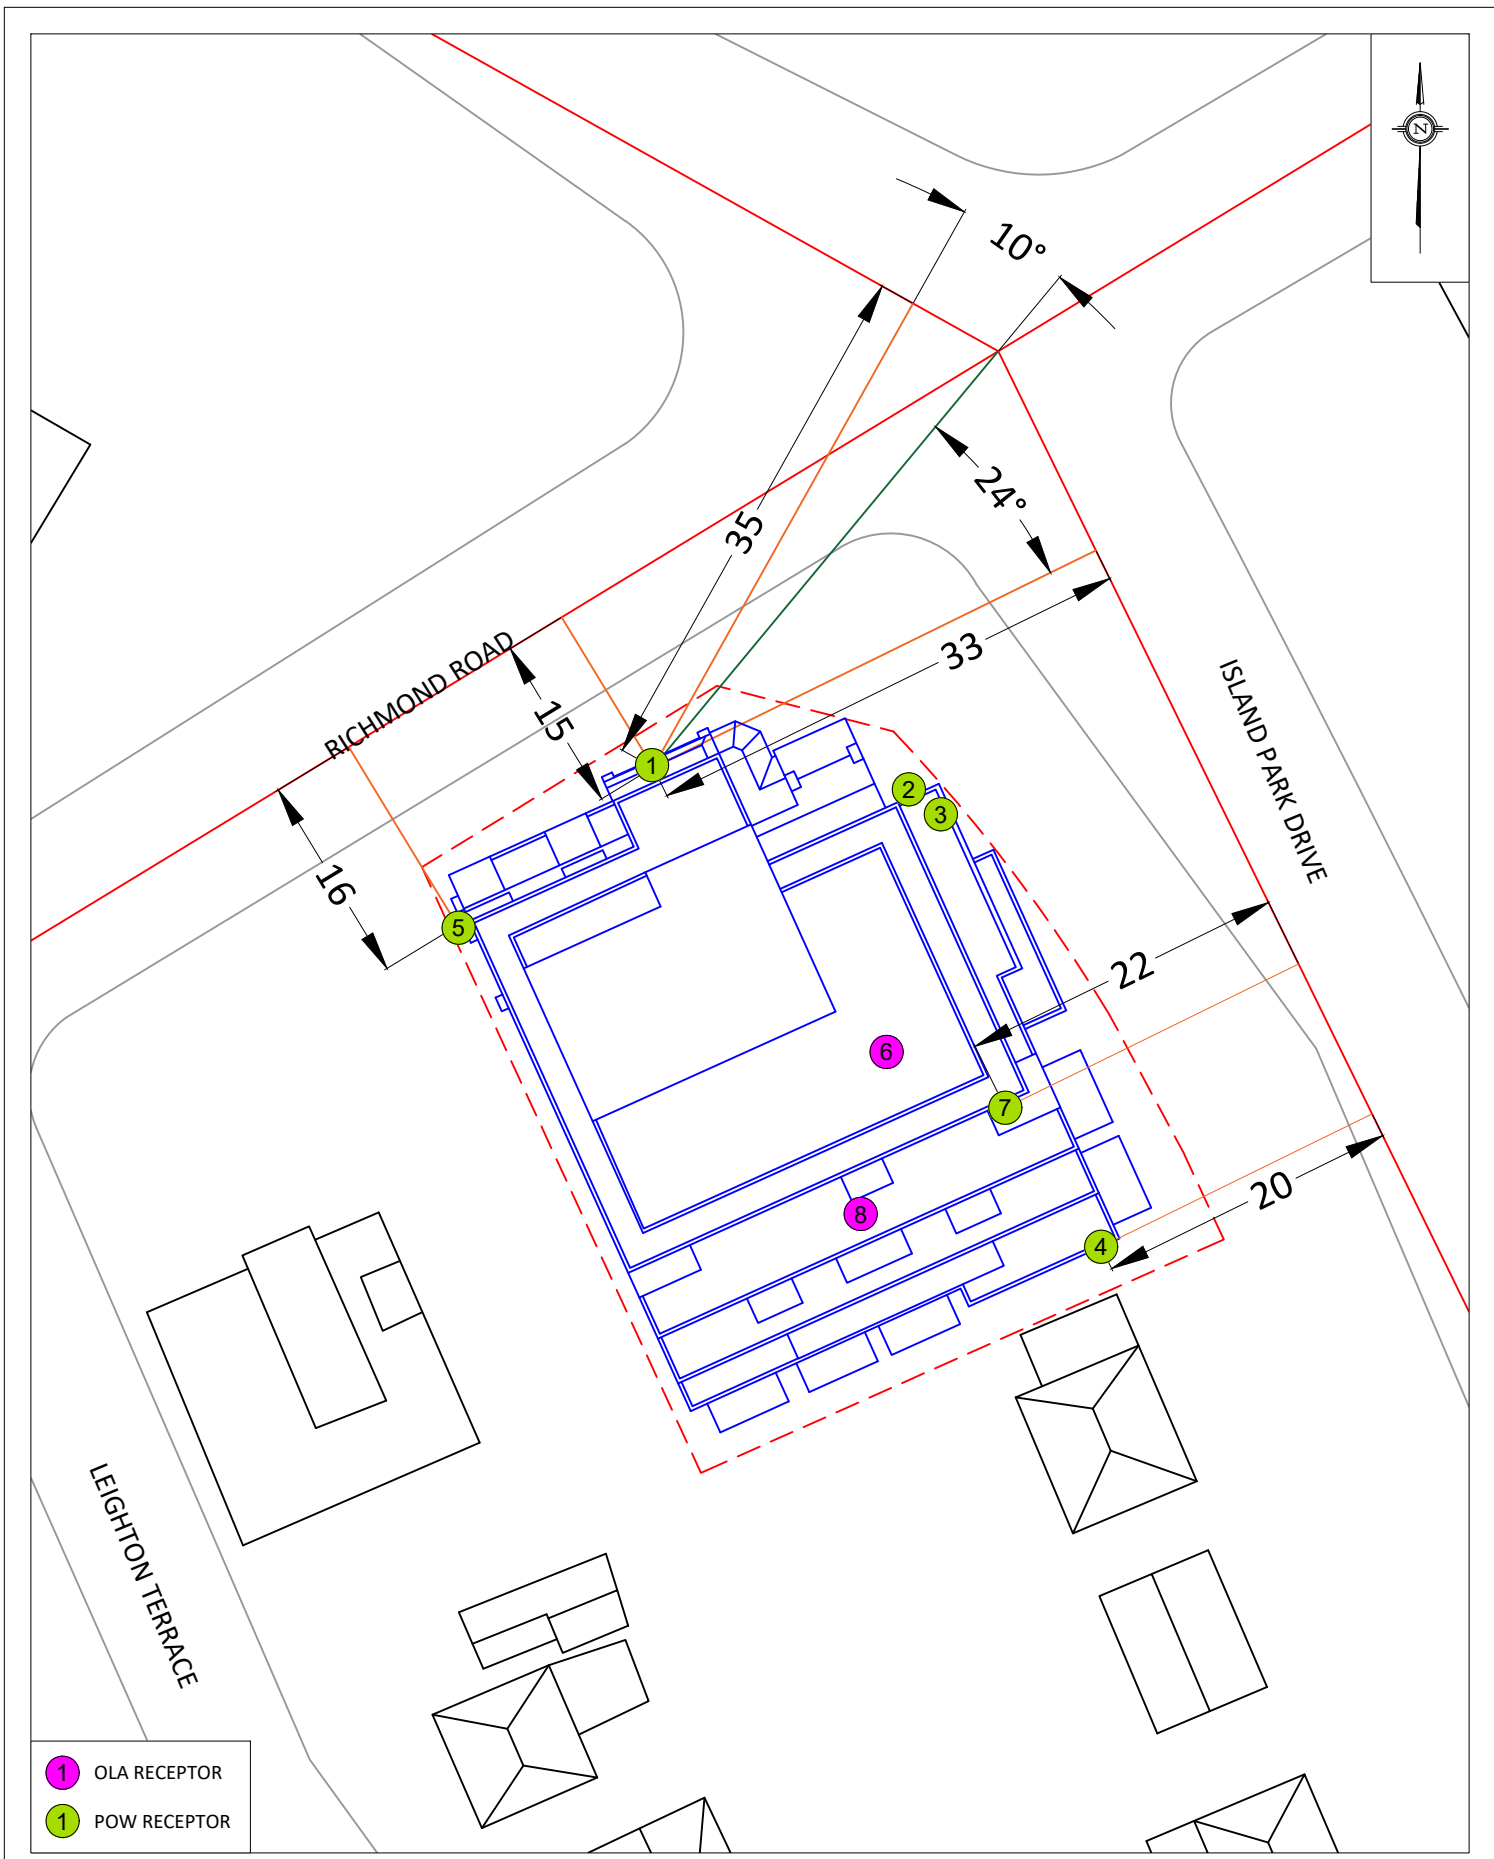 N
10°
24°
35
33
RICHMOND ROAD
15
1
ISLAND PARK DRIVE
2
3
16
5
22
6
7
20
8
4
LEIGHTON TERRACE
1 OLA RECEPTOR
1 POW RECEPTOR